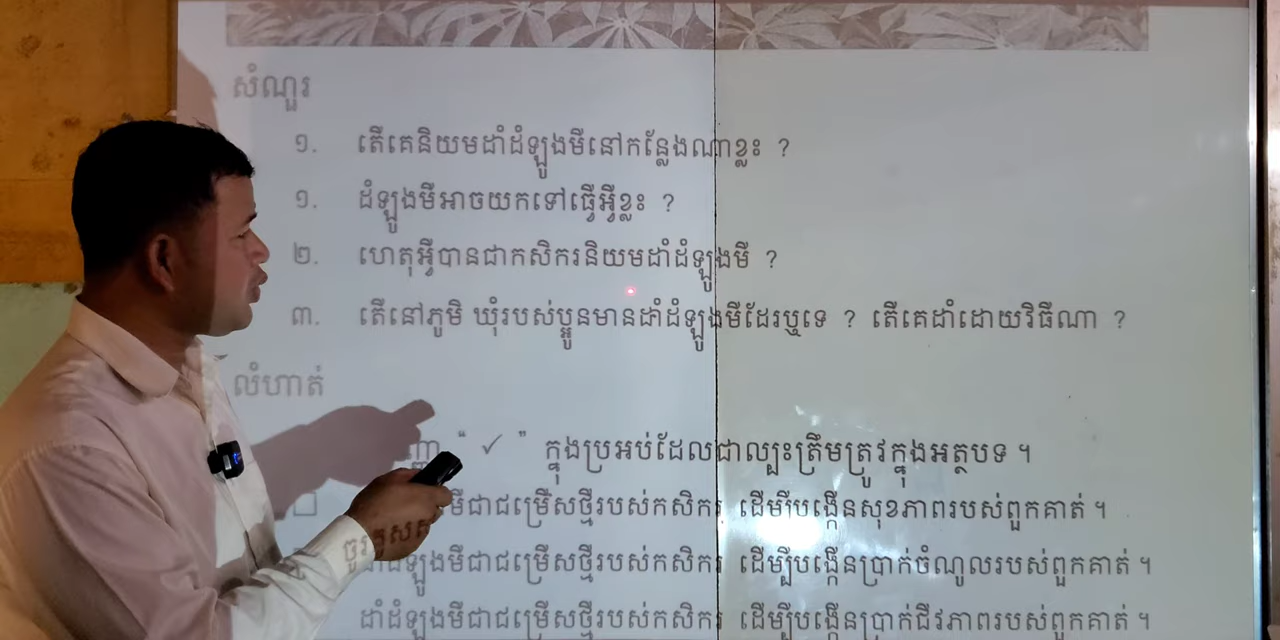 សំណួរ
១. តើគេនិយមដាំដំឡូងមីនៅកន្លែងណាខ្លះ ?
១. ដំឡូងមីអាចយកទៅធ្វើអ្វីខ្លះ ?
២. ហេតុអ្វីបានជាកសិករនិយមដាំដំឡូងមី ?
៣. តើនៅភូមិ ឃុំរបស់ប្អូនមានដាំដំឡូងមីដែរឬទេ ? តើគេដាំដោយវិធីណា ?
លំហាត់
“ ✓ ” ក្នុងប្រអប់ដែលជាល្បះត្រឹមត្រូវក្នុងអត្ថបទ ។
មីជាជម្រើសថ្មីរបស់កសិករ ដើម្បីបង្កើនសុខភាពរបស់ពួកគាត់ ។
ដាំដំឡូងមីជាជម្រើសថ្មីរបស់កសិករ ដើម្បីបង្កើនប្រាក់ចំណូលរបស់ពួកគាត់ ។
ដាំដំឡូងមីជាជម្រើសថ្មីរបស់កសិករ ដើម្បីបង្កើនប្រាក់ជីវភាពរបស់ពួកគាត់ ។